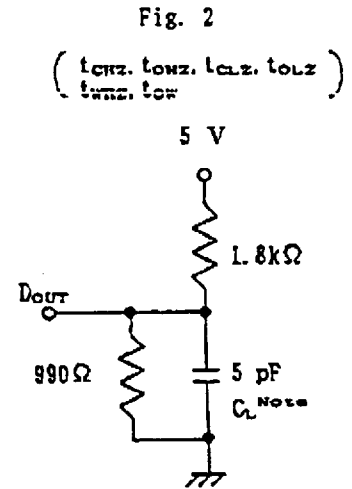 Fig. 2
( tCHZ, tOHZ, tCLZ, tOLZ
tWHZ, tOW )
5 V
1.8kΩ
DOUT
990Ω
5 pF
CL Note